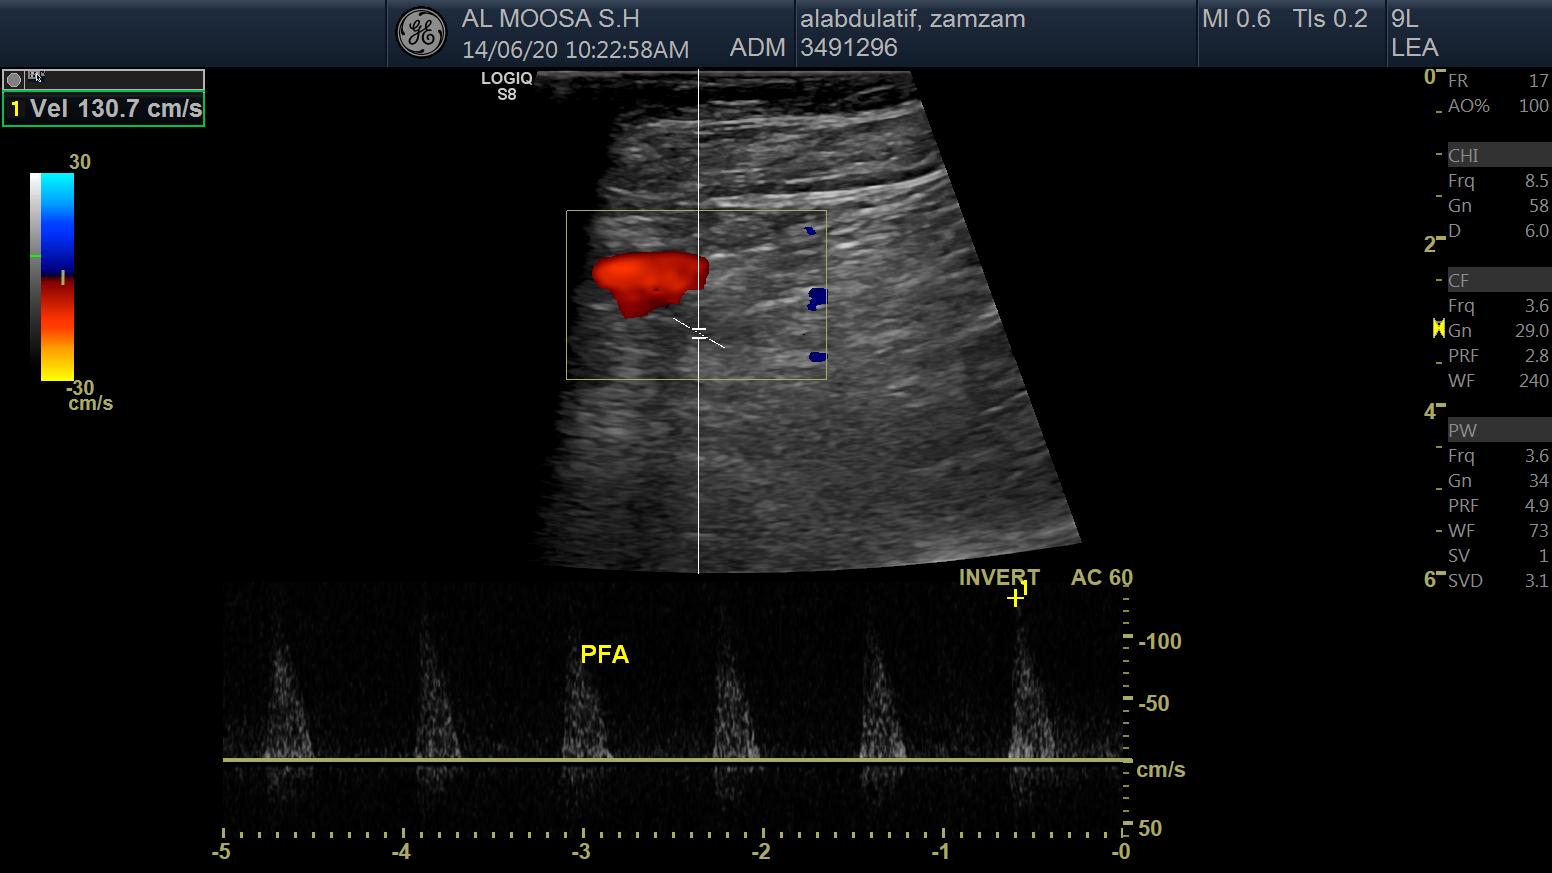 AL MOOSA S.H
14/06/20 10:22:58AM ADM
alabdulatif, zamzam
3491296
MI 0.6 TIs 0.2
9L
LEA
1 Vel 130.7 cm/s
LOGIQ
S8
30
-30
cm/s
0
2
4
6
FR 17
AO% 100
CHI
Frq 8.5
Gn 58
D 6.0
CF
Frq 3.6
Gn 29.0
PRF 2.8
WF 240
PW
Frq 3.6
Gn 34
PRF 4.9
WF 73
SV 1
SVD 3.1
INVERT AC 60
1
PFA
-100
-50
cm/s
50
-5 -4 -3 -2 -1 -0